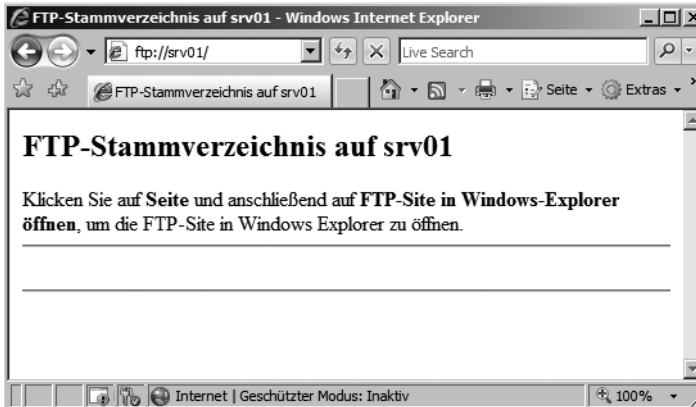 FTP-Stammverzeichnis auf srv01 - Windows Internet Explorer
ftp://srv01/
Live Search
FTP-Stammverzeichnis auf srv01
Seite
Extras
FTP-Stammverzeichnis auf srv01
Klicken Sie auf Seite und anschließend auf FTP-Site in Windows-Explorer
öffnen, um die FTP-Site in Windows Explorer zu öffnen.
Internet | Geschützter Modus: Inaktiv
100%